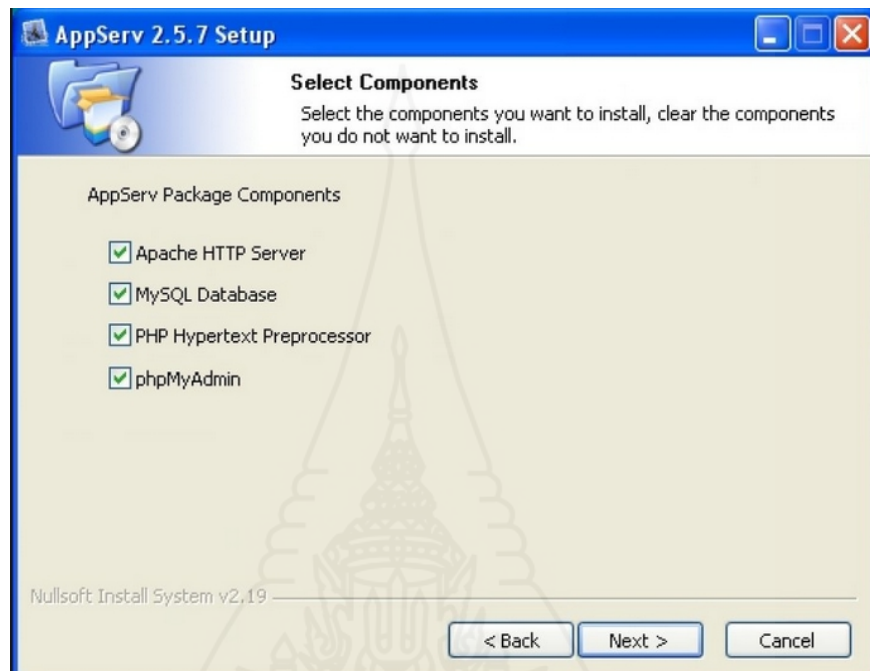 AppServ 2.5.7 Setup
Select Components
Select the components you want to install, clear the components
you do not want to install.
AppServ Package Components
Apache HTTP Server
MySQL Database
PHP Hypertext Preprocessor
phpMyAdmin
Nullsoft Install System v2.19
< Back Next > Cancel